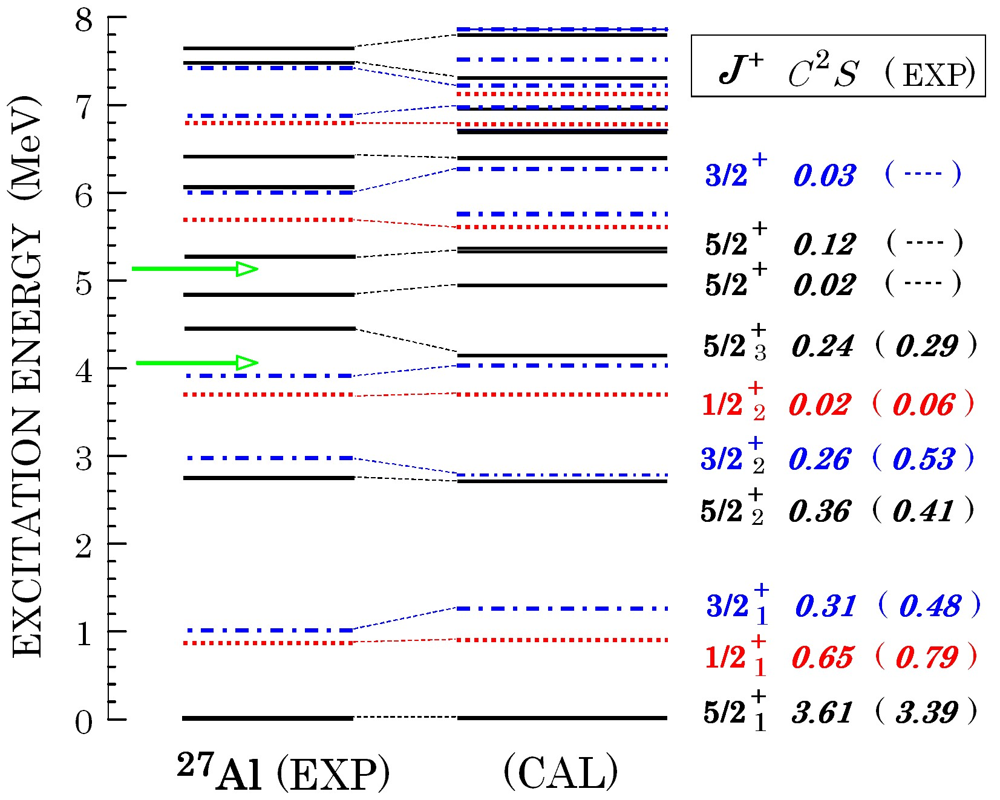 EXCITATION ENERGY (MeV)
8
7
6
5
4
3
2
1
0
J⁺ C²S (EXP)
3/2⁺ 0.03 (----)
5/2⁺ 0.12 (----)
5/2⁺ 0.02 (----)
5/2⁺₃ 0.24 (0.29)
1/2⁺₂ 0.02 (0.06)
3/2⁺₂ 0.26 (0.53)
5/2⁺₂ 0.36 (0.41)
3/2⁺₁ 0.31 (0.48)
1/2⁺₁ 0.65 (0.79)
5/2⁺₁ 3.61 (3.39)
²⁷Al (EXP) (CAL)